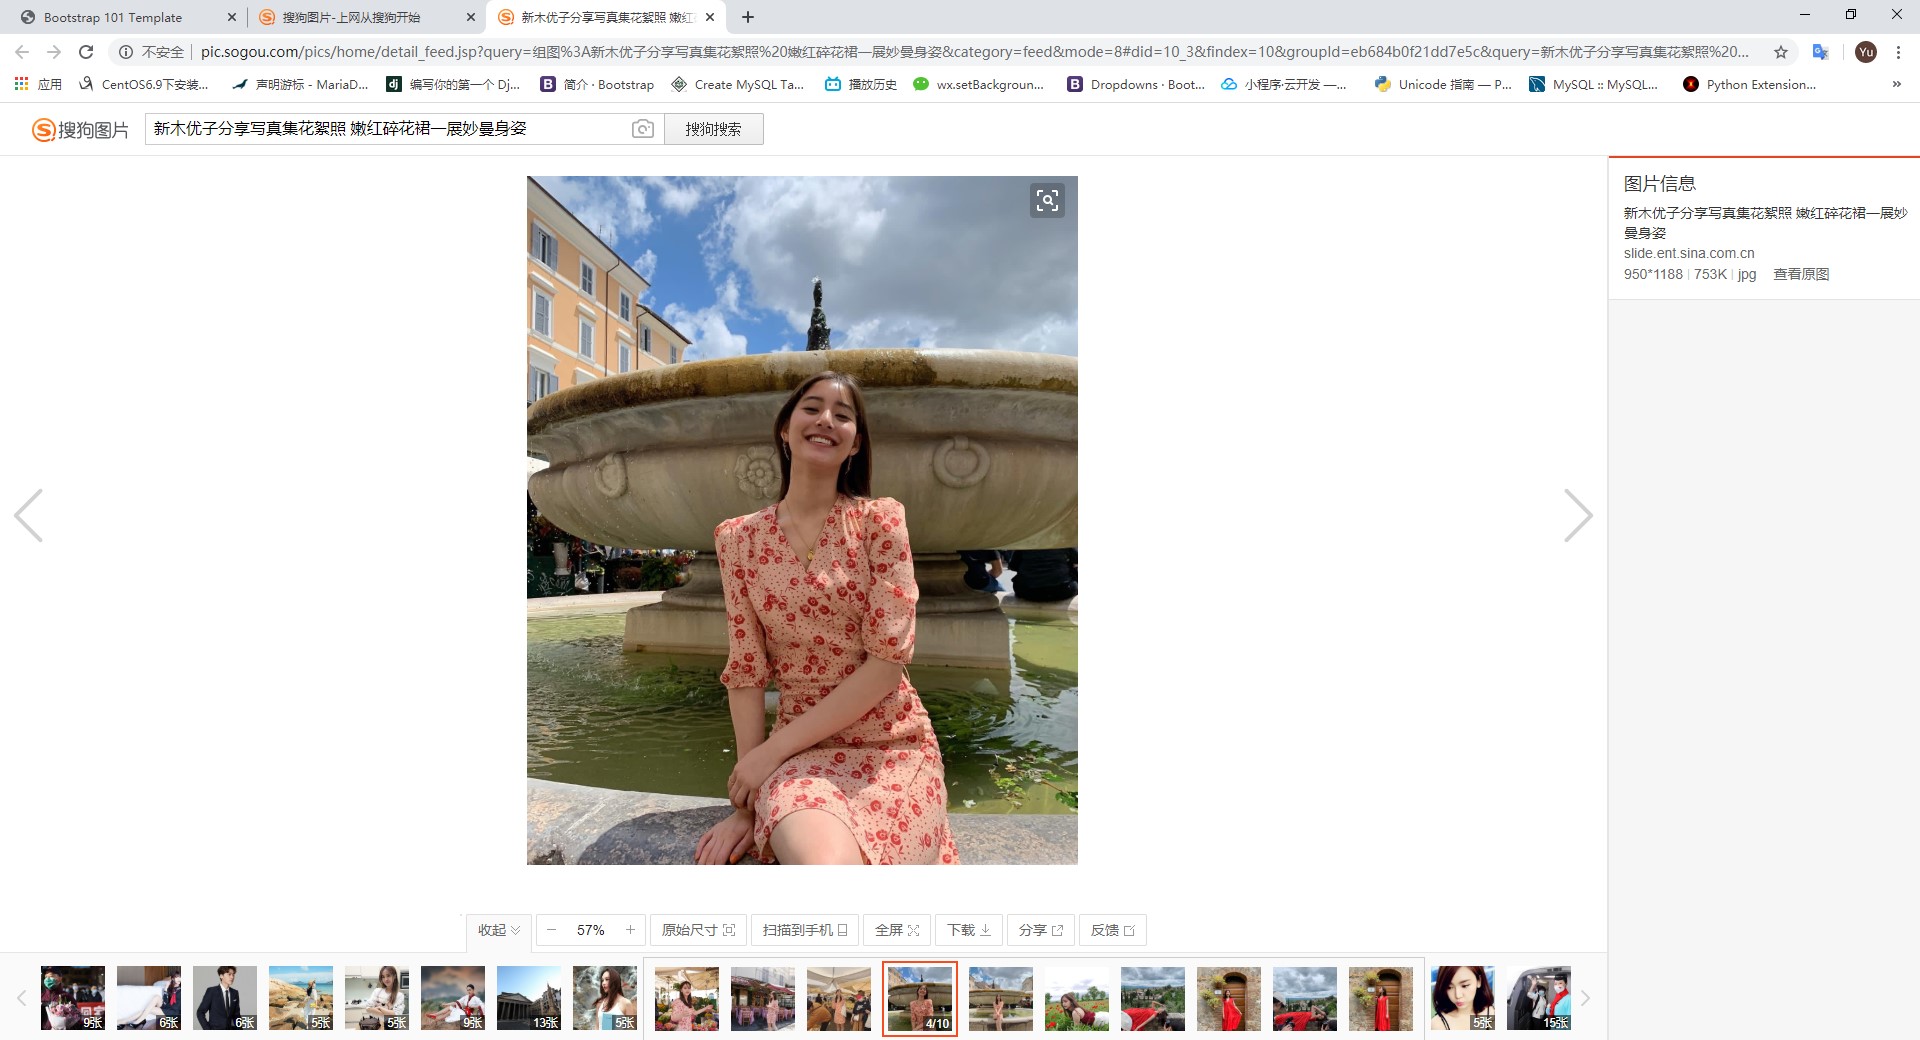 Bootstrap 101 Template
搜狗图片-上网从搜狗开始
新木优子分享写真集花絮照 嫩红
不安全 pic.sogou.com/pics/home/detail_feed.jsp?query=组图%3A新木优子分享写真集花絮照%20嫩红碎花裙一展妙曼身姿&category=feed&mode=8#did=10_3&findex=10&groupId=eb684b0f21dd7e5c&query=新木优子分享写真集花絮照%20...
Yu
应用 CentOS6.9下安装... 声明游标 - MariaD... 编写你的第一个 Dj... 简介 · Bootstrap Create MySQL Ta... 播放历史 wx.setBackgroun... Dropdowns · Boot... 小程序·云开发 —... Unicode 指南 — P... MySQL :: MySQL... Python Extension...
搜狗图片 新木优子分享写真集花絮照 嫩红碎花裙一展妙曼身姿 搜狗搜索
图片信息
新木优子分享写真集花絮照 嫩红碎花裙一展妙
曼身姿
slide.ent.sina.com.cn
950*1188 | 753K | jpg 查看原图
收起 57% 原始尺寸 扫描到手机 全屏 下载 分享 反馈
9张 6张 6张 5张 5张 9张 13张 5张 4/10 5张 15张